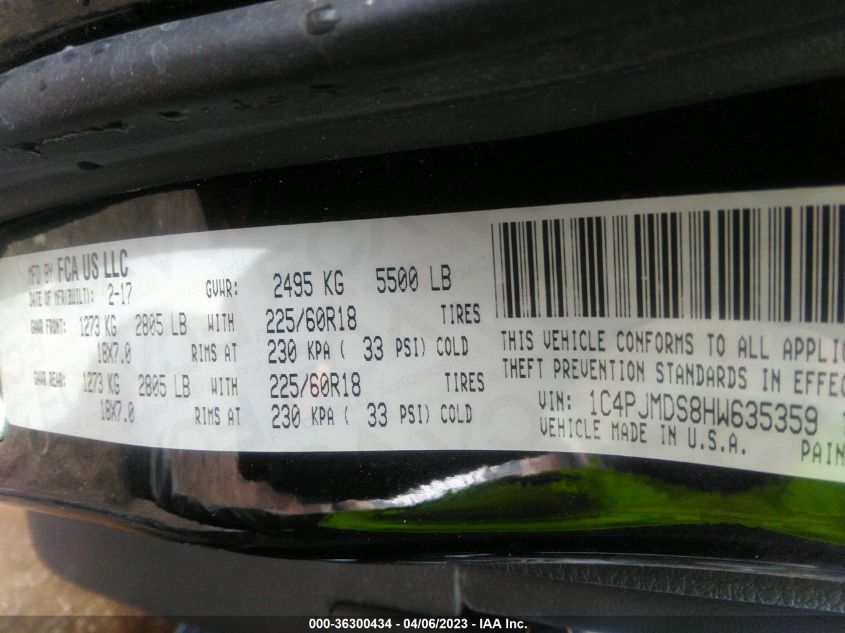 MFD BY FCA US LLC
DATE OF MFR(BUILT): 2-17 GVWR: 2495 KG 5500 LB
GAWR FRONT: 1273 KG 2805 LB WITH 225/60R18 TIRES
18X7.0 RIMS AT 230 KPA ( 33 PSI) COLD
GAWR REAR: 1273 KG 2805 LB WITH 225/60R18 TIRES
18X7.0 RIMS AT 230 KPA ( 33 PSI) COLD
THIS VEHICLE CONFORMS TO ALL APPLIC
THEFT PREVENTION STANDARDS IN EFFEC
VIN: 1C4PJMDS8HW635359
VEHICLE MADE IN U.S.A. PAIN
000-36300434 - 04/06/2023 - IAA Inc.